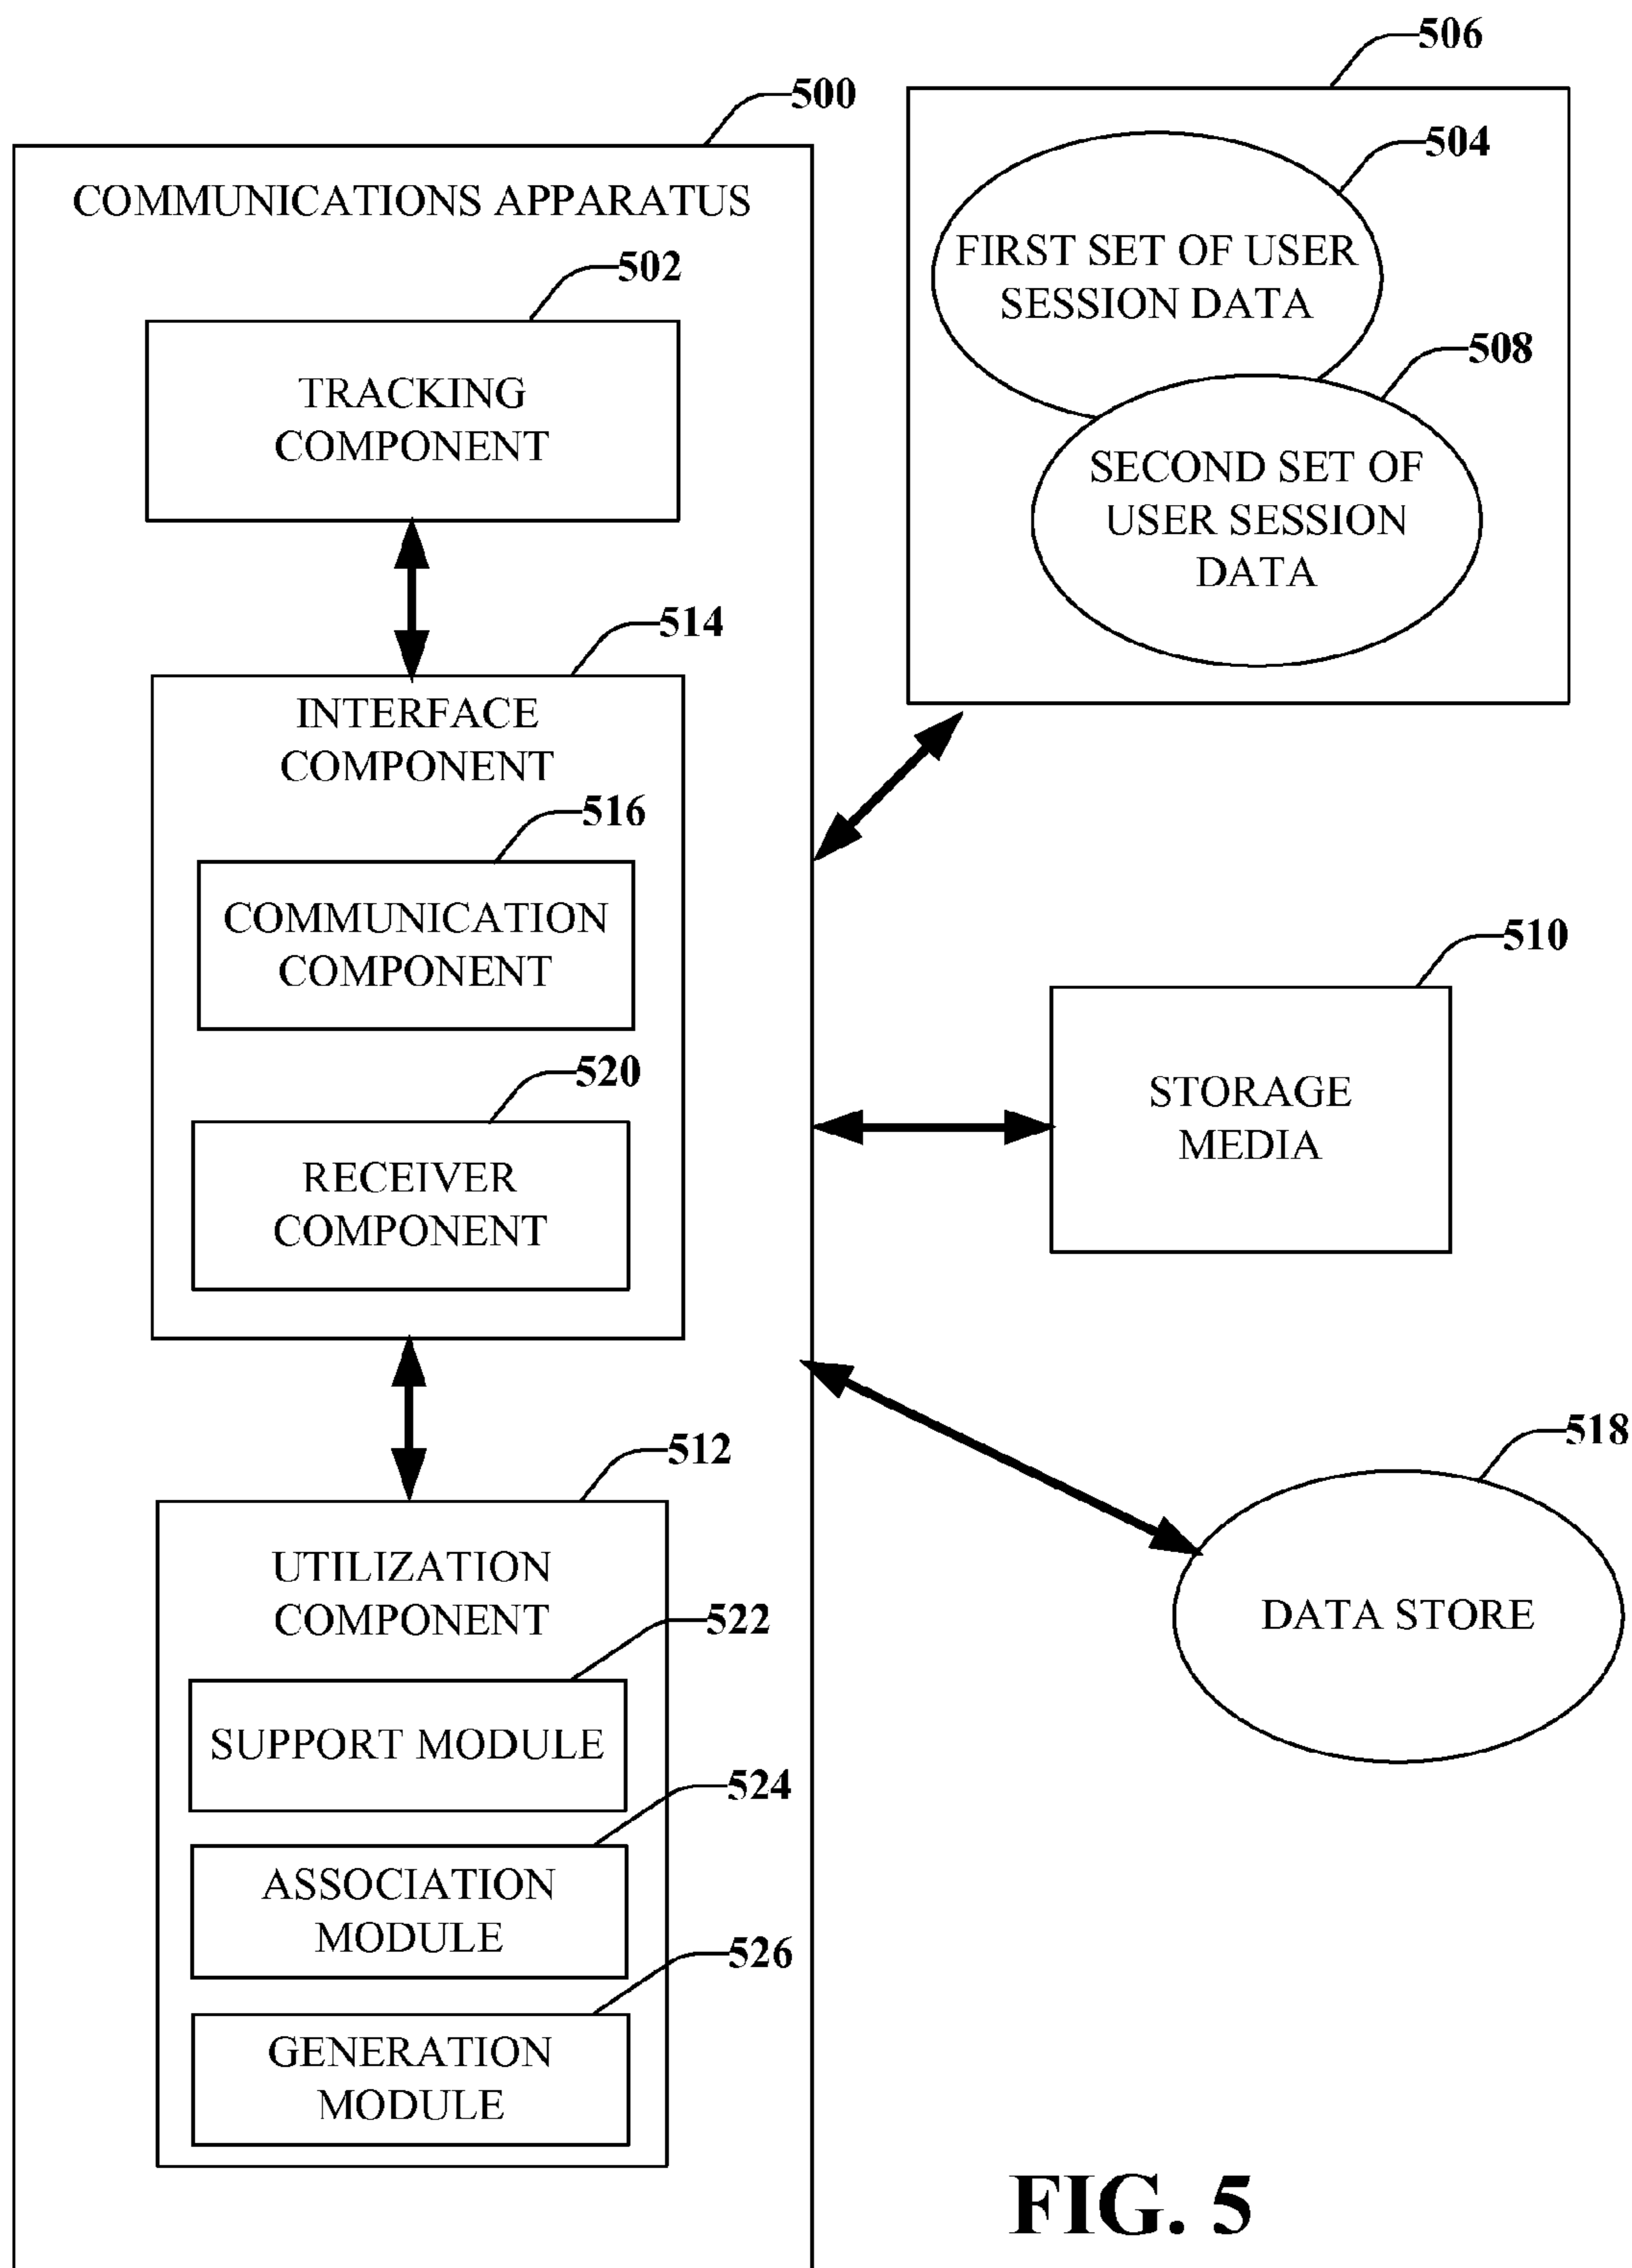 500
COMMUNICATIONS APPARATUS
502
TRACKING
COMPONENT
514
INTERFACE
COMPONENT
516
COMMUNICATION
COMPONENT
520
RECEIVER
COMPONENT
512
UTILIZATION
COMPONENT
522
SUPPORT MODULE
524
ASSOCIATION
MODULE
526
GENERATION
MODULE
506
504
FIRST SET OF USER
SESSION DATA
508
SECOND SET OF
USER SESSION
DATA
510
STORAGE
MEDIA
518
DATA STORE
FIG. 5